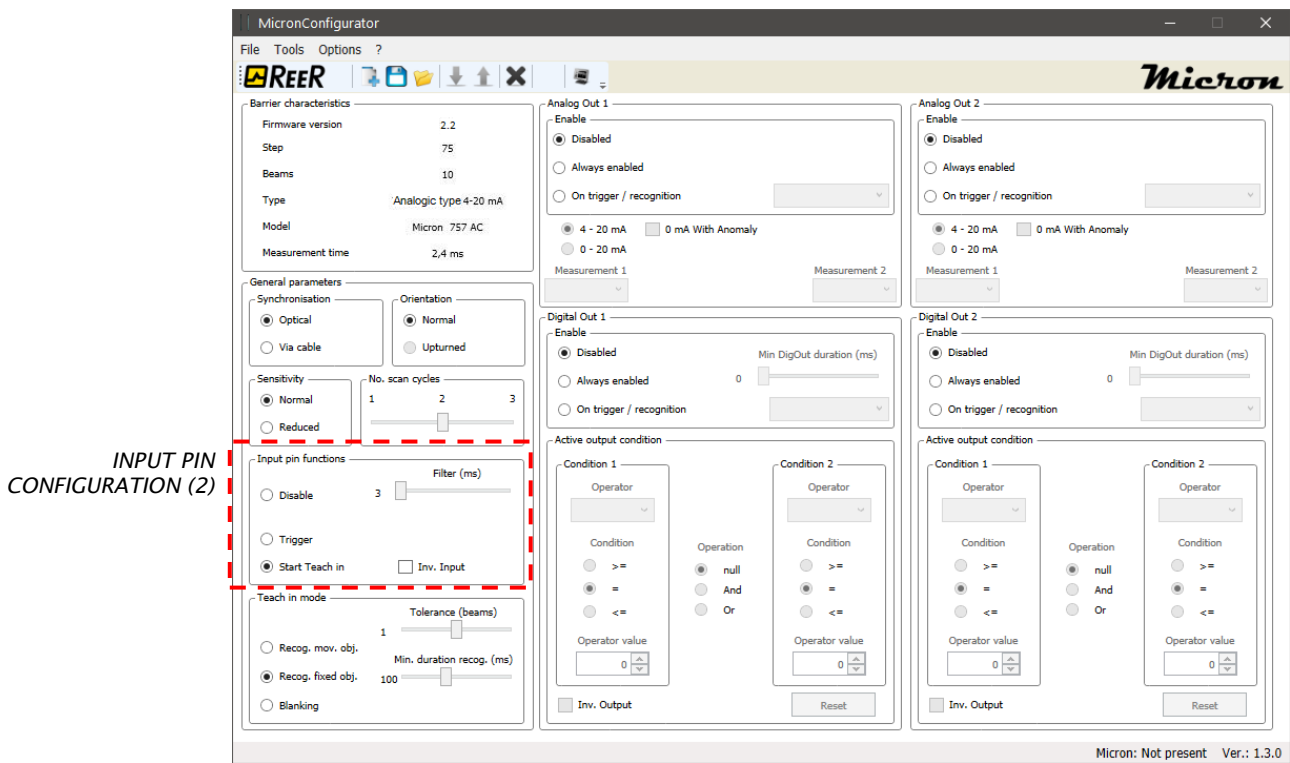 MicronConfigurator
File Tools Options ?
REER
Micron
Barrier characteristics
Firmware version 2.2
Step 75
Beams 10
Type Analogic type 4-20 mA
Model Micron 757 AC
Measurement time 2,4 ms
General parameters
Synchronisation
Optical
Via cable
Orientation
Normal
Upturned
Sensitivity
Normal
Reduced
No. scan cycles
1 2 3
INPUT PIN
CONFIGURATION (2)
Input pin functions
Filter (ms)
Disable 3
Trigger
Start Teach in Inv. Input
Teach in mode
Tolerance (beams)
1
Recog. mov. obj.
Min. duration recog. (ms)
Recog. fixed obj. 100
Blanking
Analog Out 1
Enable
Disabled
Always enabled
On trigger / recognition
4 - 20 mA 0 mA With Anomaly
0 - 20 mA
Measurement 1 Measurement 2
Digital Out 1
Enable
Disabled Min DigOut duration (ms)
Always enabled 0
On trigger / recognition
Active output condition
Condition 1
Operator
Condition
>=
=
<=
Operator value
0
Operation
null
And
Or
Condition 2
Operator
Condition
>=
=
<=
Operator value
0
Inv. Output Reset
Analog Out 2
Enable
Disabled
Always enabled
On trigger / recognition
4 - 20 mA 0 mA With Anomaly
0 - 20 mA
Measurement 1 Measurement 2
Digital Out 2
Enable
Disabled Min DigOut duration (ms)
Always enabled 0
On trigger / recognition
Active output condition
Condition 1
Operator
Condition
>=
=
<=
Operator value
0
Operation
null
And
Or
Condition 2
Operator
Condition
>=
=
<=
Operator value
0
Inv. Output Reset
Micron: Not present Ver.: 1.3.0